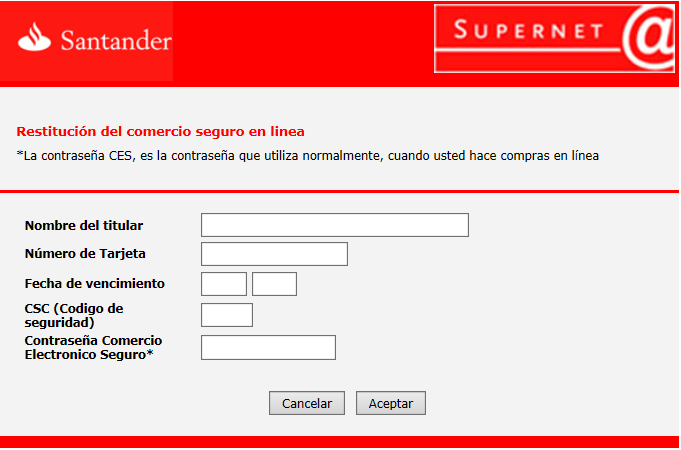 Santander
SUPERNET @
Restitución del comercio seguro en linea
*La contraseña CES, es la contraseña que utiliza normalmente, cuando usted hace compras en línea
Nombre del titular
Número de Tarjeta
Fecha de vencimiento
CSC (Codigo de
seguridad)
Contraseña Comercio
Electronico Seguro*
Cancelar
Aceptar